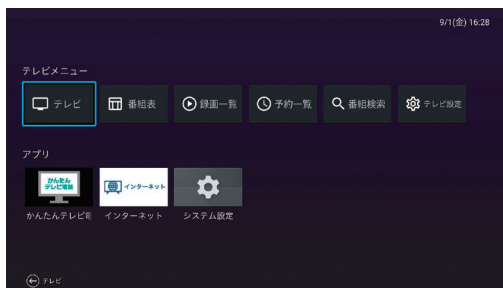 9/1(金) 16:28
テレビメニュー
テレビ 番組表 録画一覧 予約一覧 番組検索 テレビ設定
アプリ
かんたん
テレビ電話
インターネット
かんたんテレビ電 インターネット システム設定
テレビ